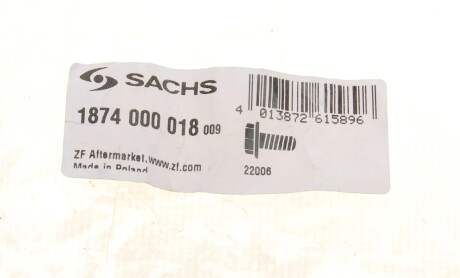 SACHS
1874 000 018 009
ZF Aftermarket,www.zf.com
Made in Poland
4 013872 615896
22006